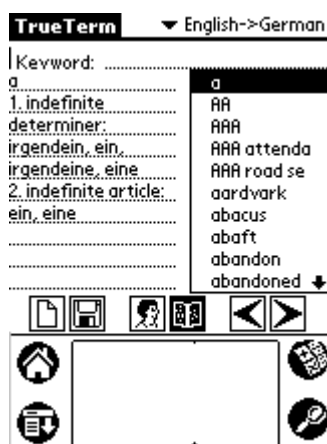 TrueTerm
English->German
Keyword:
a
1. indefinite
determiner:
irgendein, ein,
irgendeine, eine
2. indefinite article:
ein, eine
a
AA
AAA
AAA attenda
AAA road se
aardvark
abacus
abaft
abandon
abandoned